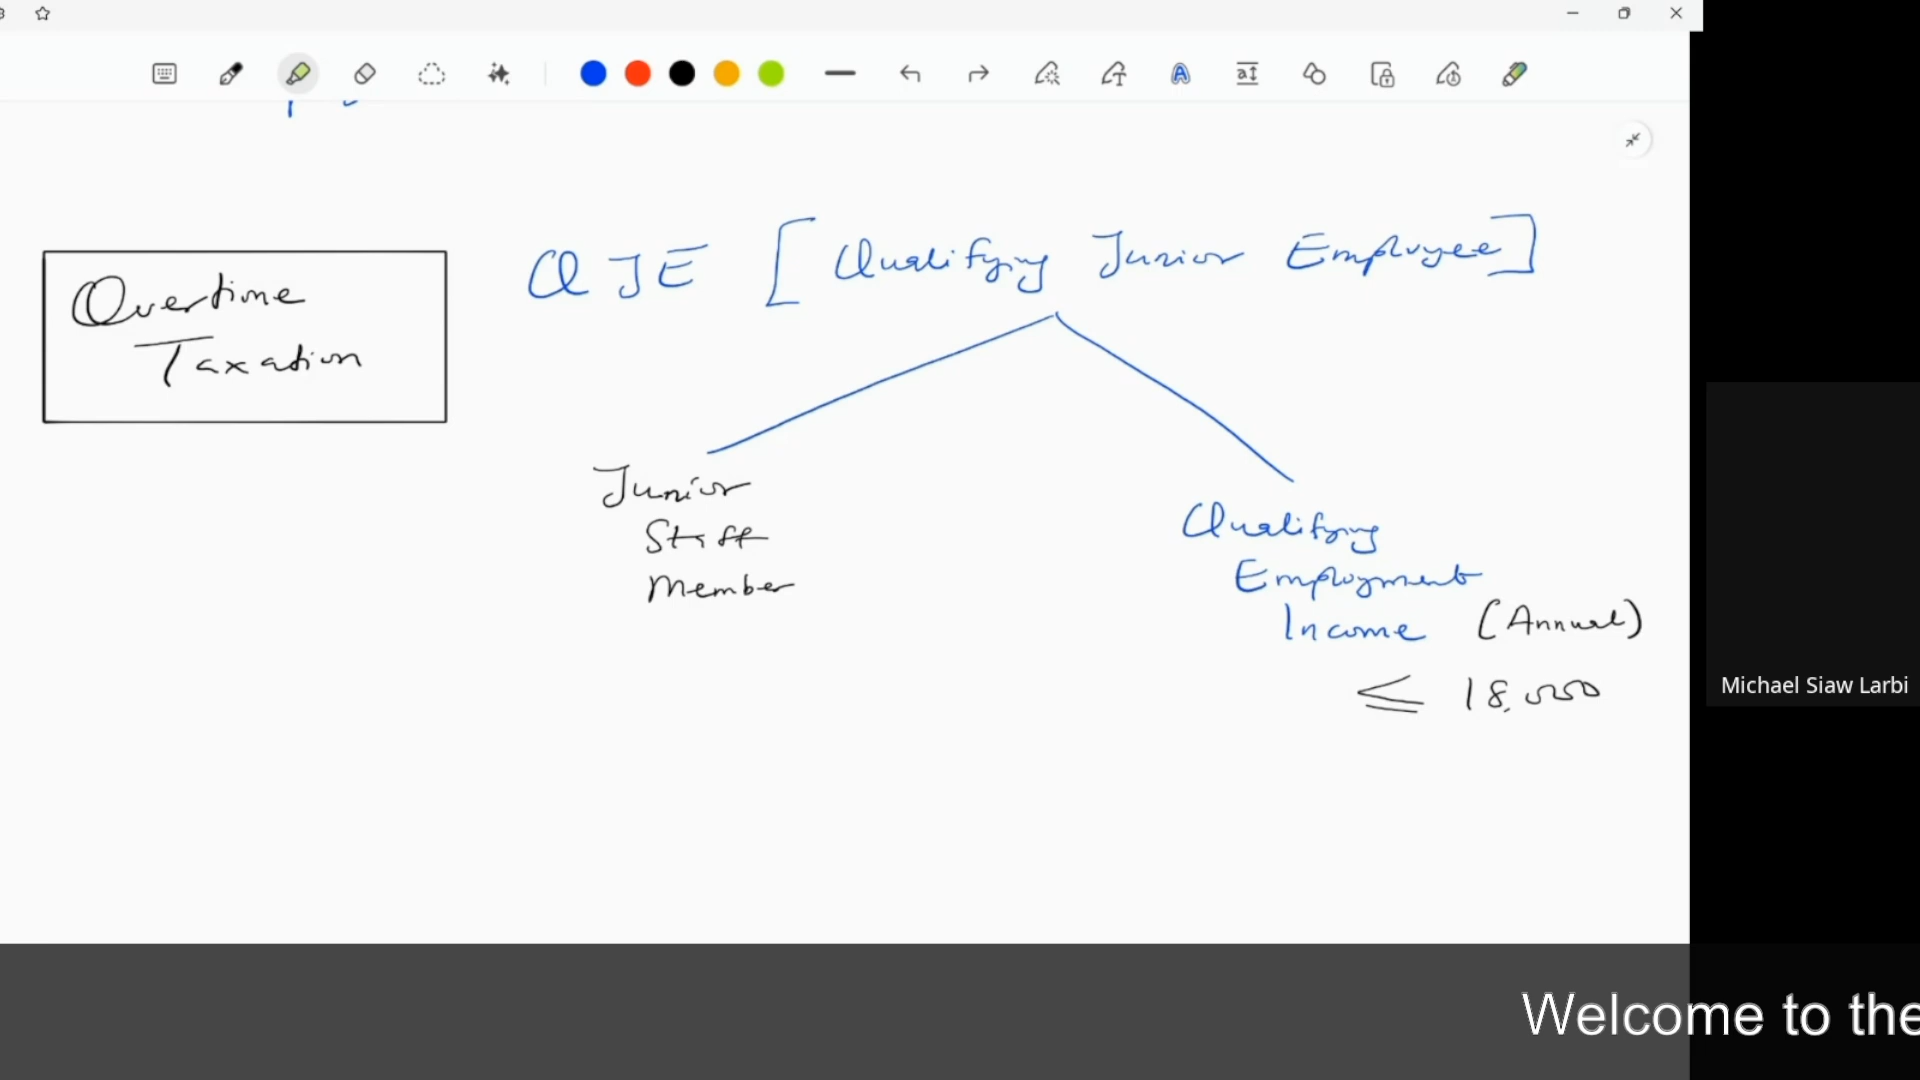 Overtime
Taxation
QJE [Qualifying Junior Employee]
Junior
Staff
Member
Qualifying
Employment
Income (Annual)
≤ 18,000
Michael Siaw Larbi
Welcome to the